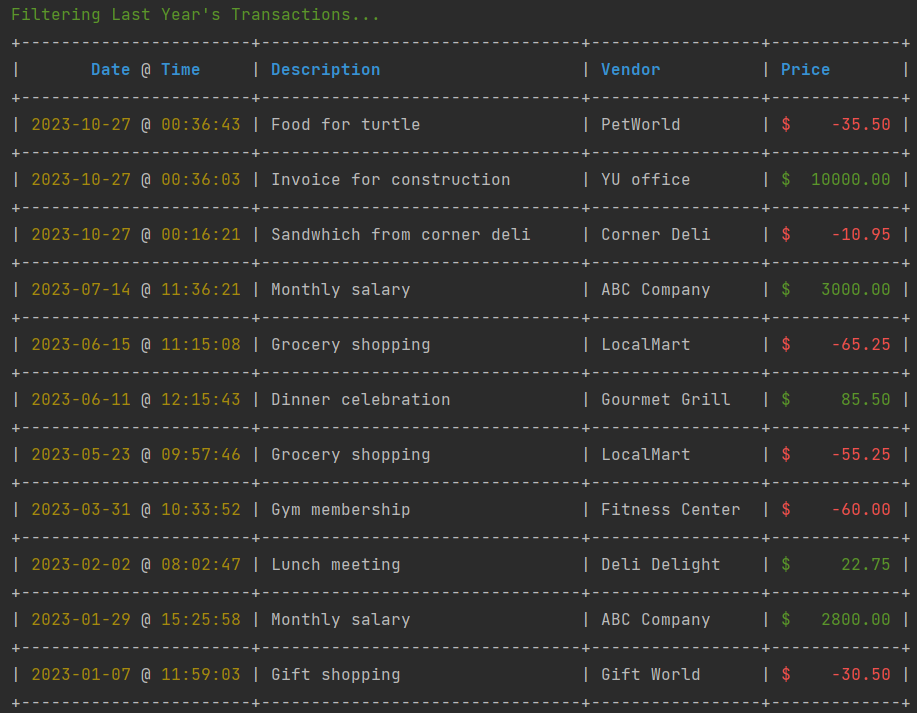 Filtering Last Year's Transactions...
+-----------------------+--------------------------------+-----------------+-------------+
|       Date @ Time     | Description                    | Vendor          | Price       |
+-----------------------+--------------------------------+-----------------+-------------+
| 2023-10-27 @ 00:36:43 | Food for turtle                | PetWorld        | $    -35.50 |
+-----------------------+--------------------------------+-----------------+-------------+
| 2023-10-27 @ 00:36:03 | Invoice for construction       | YU office       | $  10000.00 |
+-----------------------+--------------------------------+-----------------+-------------+
| 2023-10-27 @ 00:16:21 | Sandwhich from corner deli     | Corner Deli     | $    -10.95 |
+-----------------------+--------------------------------+-----------------+-------------+
| 2023-07-14 @ 11:36:21 | Monthly salary                 | ABC Company     | $   3000.00 |
+-----------------------+--------------------------------+-----------------+-------------+
| 2023-06-15 @ 11:15:08 | Grocery shopping               | LocalMart       | $    -65.25 |
+-----------------------+--------------------------------+-----------------+-------------+
| 2023-06-11 @ 12:15:43 | Dinner celebration             | Gourmet Grill   | $     85.50 |
+-----------------------+--------------------------------+-----------------+-------------+
| 2023-05-23 @ 09:57:46 | Grocery shopping               | LocalMart       | $    -55.25 |
+-----------------------+--------------------------------+-----------------+-------------+
| 2023-03-31 @ 10:33:52 | Gym membership                 | Fitness Center  | $    -60.00 |
+-----------------------+--------------------------------+-----------------+-------------+
| 2023-02-02 @ 08:02:47 | Lunch meeting                  | Deli Delight    | $     22.75 |
+-----------------------+--------------------------------+-----------------+-------------+
| 2023-01-29 @ 15:25:58 | Monthly salary                 | ABC Company     | $   2800.00 |
+-----------------------+--------------------------------+-----------------+-------------+
| 2023-01-07 @ 11:59:03 | Gift shopping                  | Gift World      | $    -30.50 |
+-----------------------+--------------------------------+-----------------+-------------+